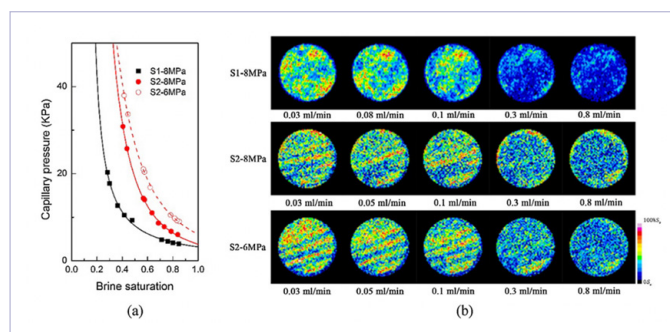 Capillary pressure (KPa)
40
20
0
0.0 0.2 0.4 0.6 0.8 1.0
Brine saturation
S1-8MPa
S2-8MPa
S2-6MPa
(a)
S1-8MPa
0.03 ml/min 0.08 ml/min 0.1 ml/min 0.3 ml/min 0.8 ml/min
S2-8MPa
0.03 ml/min 0.05 ml/min 0.1 ml/min 0.3 ml/min 0.8 ml/min
S2-6MPa
0.03 ml/min 0.05 ml/min 0.1 ml/min 0.3 ml/min 0.8 ml/min
(b)